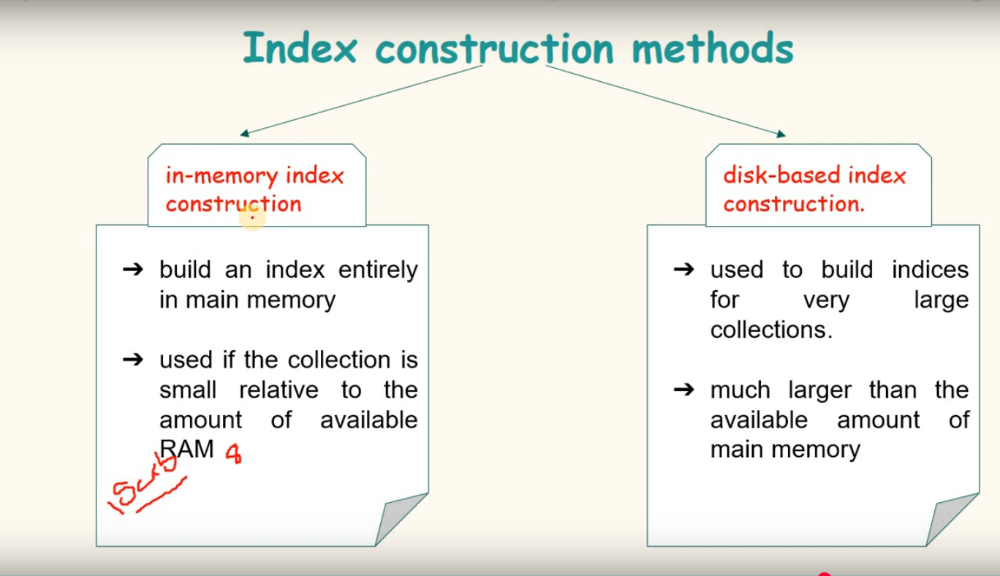 Index construction methods
in-memory index
construction
➔ build an index entirely
in main memory
➔ used if the collection is
small relative to the
amount of available
RAM 8
disk-based index
construction.
➔ used to build indices
for very large
collections.
➔ much larger than the
available amount of
main memory